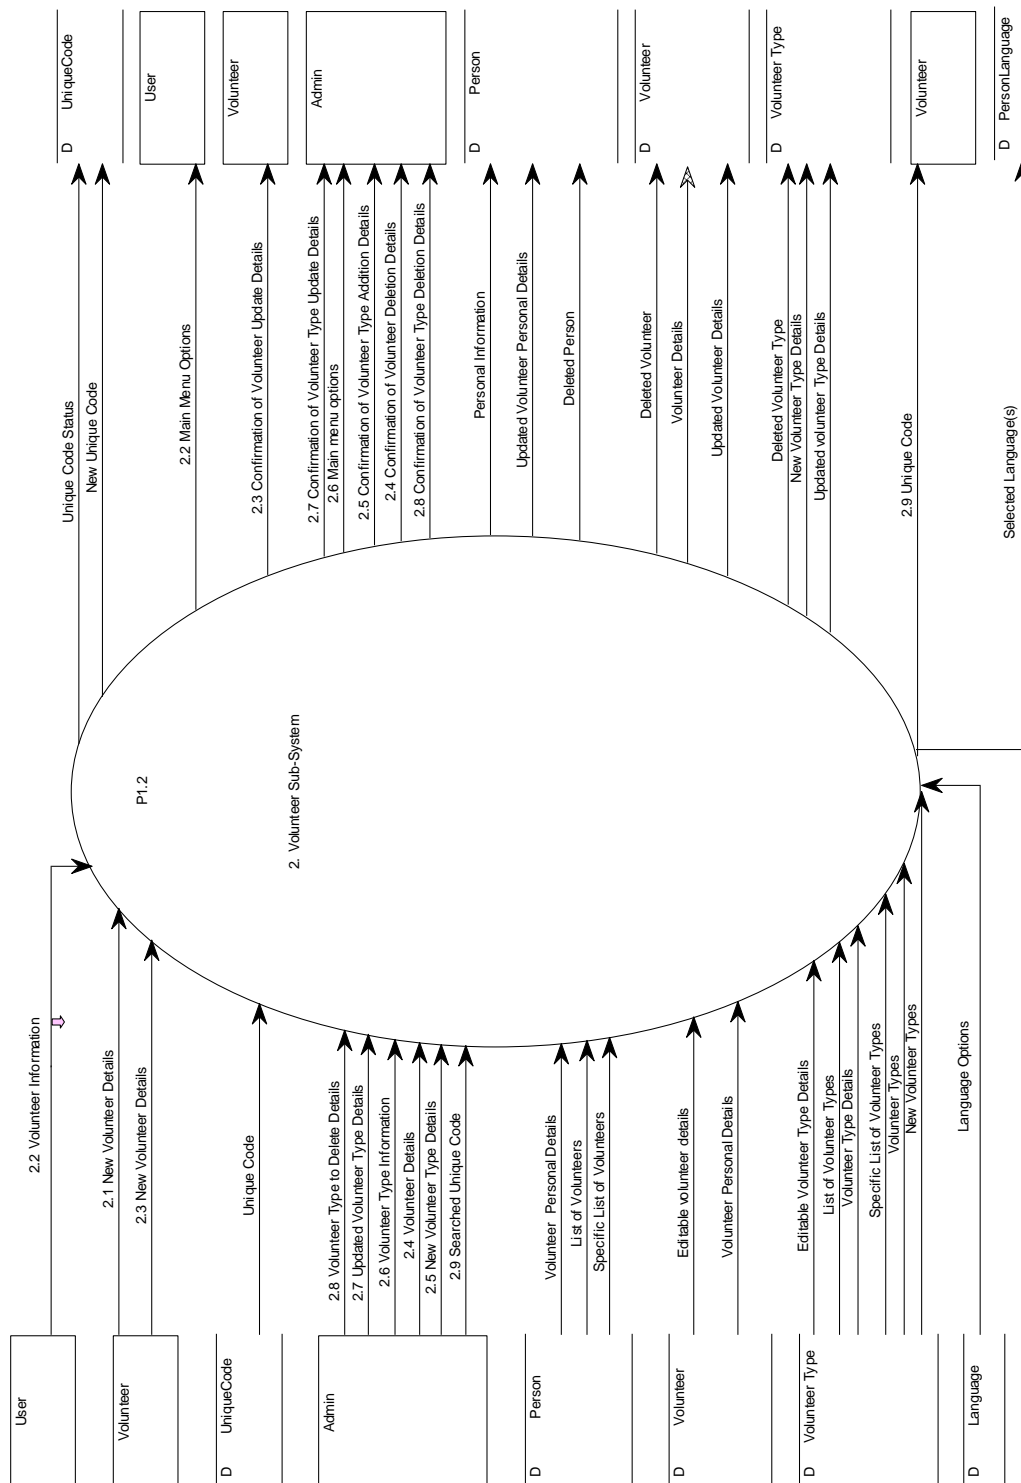 D UniqueCode
User
Volunteer
Admin
D Person
D Volunteer
D Volunteer Type
Volunteer
D PersonLanguage
Unique Code Status
New Unique Code
2.2 Main Menu Options
2.3 Confirmation of Volunteer Update Details
2.7 Confirmation of Volunteer Type Update Details
2.6 Main menu options
2.5 Confirmation of Volunteer Type Addition Details
2.4 Confirmation of Volunteer Deletion Details
2.8 Confirmation of Volunteer Type Deletion Details
Personal Information
Updated Volunteer Personal Details
Deleted Person
Deleted Volunteer
Volunteer Details
Updated Volunteer Details
Deleted Volunteer Type
New Volunteer Type Details
Updated volunteer Type Details
2.9 Unique Code
Selected Language(s)
P1.2
2. Volunteer Sub-System
2.2 Volunteer Information
2.1 New Volunteer Details
2.3 New Volunteer Details
Unique Code
2.8 Volunteer Type to Delete Details
2.7 Updated Volunteer Type Details
2.6 Volunteer Type Information
2.4 Volunteer Details
2.5 New Volunteer Type Details
2.9 Searched Unique Code
Volunteer Personal Details
List of Volunteers
Specific List of Volunteers
Editable volunteer details
Volunteer Personal Details
Editable Volunteer Type Details
List of Volunteer Types
Volunteer Type Details
Specific List of Volunteer Types
Volunteer Types
New Volunteer Types
Language Options
User
Volunteer
D UniqueCode
Admin
D Person
D Volunteer
D Volunteer Type
D Language